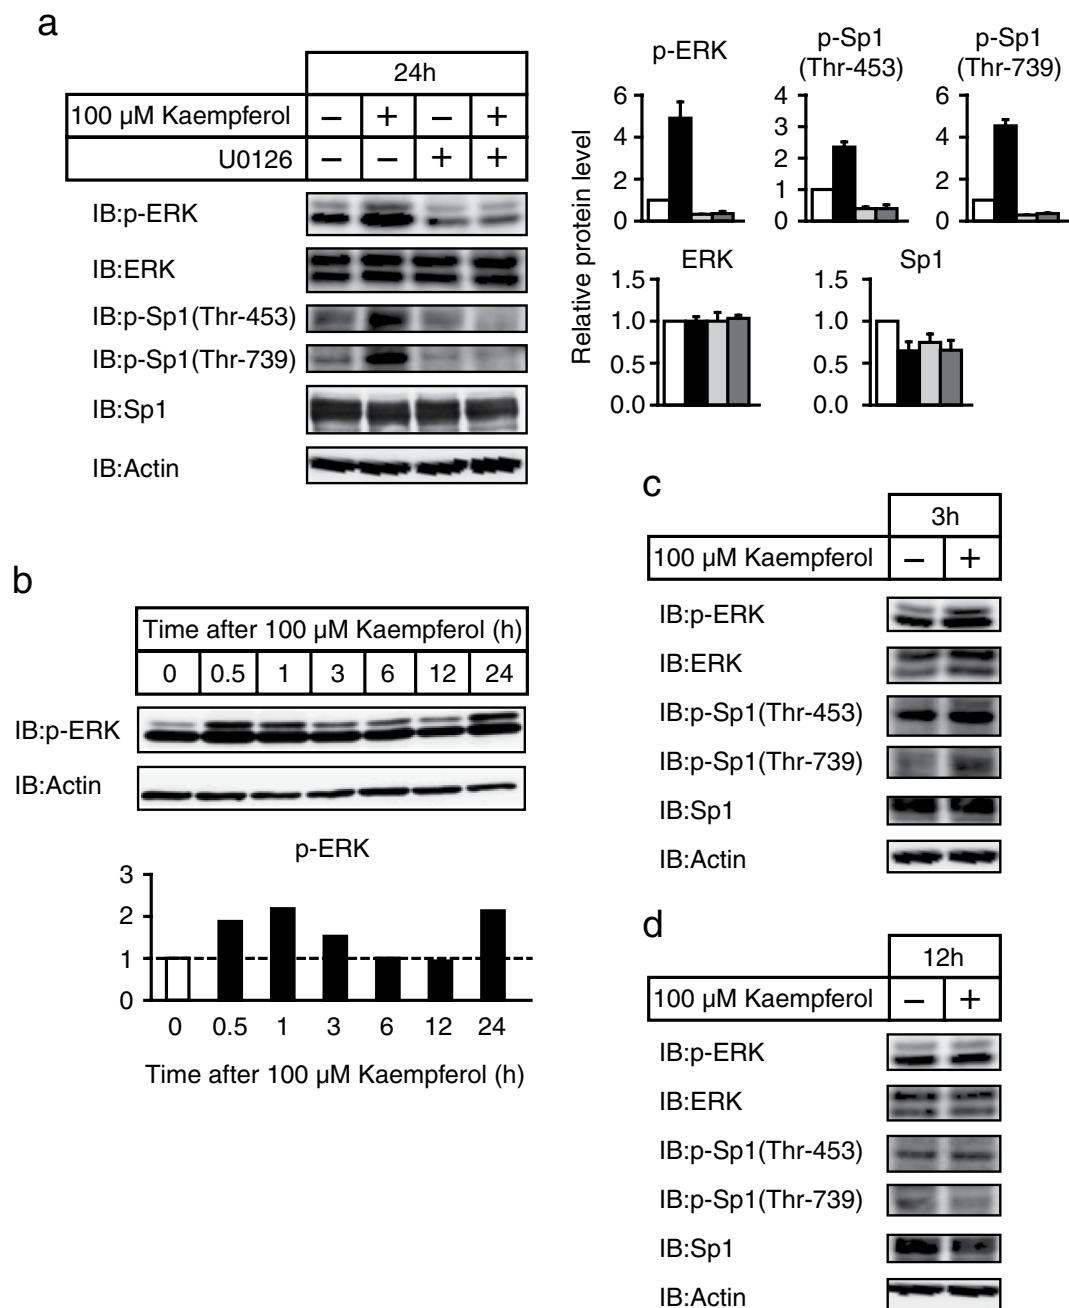 a
24h
100 µM Kaempferol − + − +
U0126 − − + +
IB:p-ERK
IB:ERK
IB:p-Sp1(Thr-453)
IB:p-Sp1(Thr-739)
IB:Sp1
IB:Actin
Relative protein level
p-ERK
6
4
2
0
p-Sp1
(Thr-453)
4
3
2
1
0
p-Sp1
(Thr-739)
6
4
2
0
ERK
1.5
1.0
0.5
0.0
Sp1
1.5
1.0
0.5
0.0
b
Time after 100 µM Kaempferol (h)
0 0.5 1 3 6 12 24
IB:p-ERK
IB:Actin
p-ERK
3
2
1
0
0 0.5 1 3 6 12 24
Time after 100 µM Kaempferol (h)
c
3h
100 µM Kaempferol − +
IB:p-ERK
IB:ERK
IB:p-Sp1(Thr-453)
IB:p-Sp1(Thr-739)
IB:Sp1
IB:Actin
d
12h
100 µM Kaempferol − +
IB:p-ERK
IB:ERK
IB:p-Sp1(Thr-453)
IB:p-Sp1(Thr-739)
IB:Sp1
IB:Actin